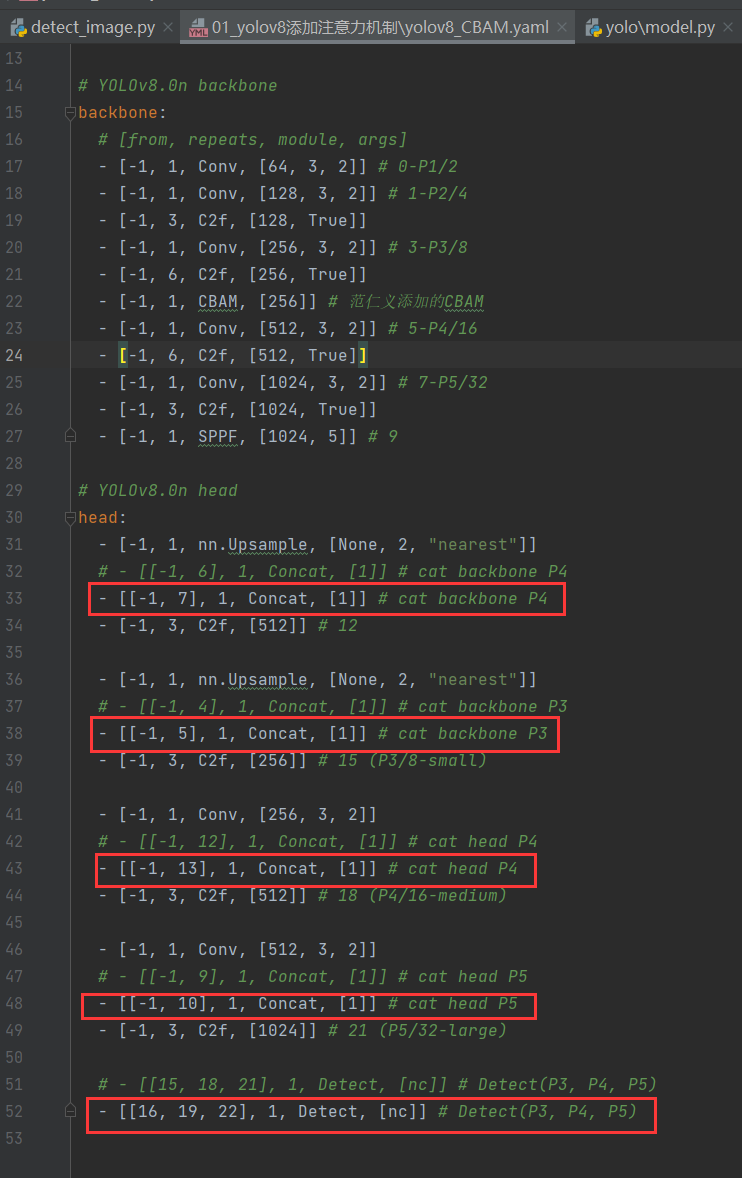 detect_image.py × YML 01_yolov8添加注意力机制\yolov8_CBAM.yaml × yolo\model.py ×
13
14 # YOLOv8.0n backbone
15 backbone:
16 # [from, repeats, module, args]
17 - [-1, 1, Conv, [64, 3, 2]] # 0-P1/2
18 - [-1, 1, Conv, [128, 3, 2]] # 1-P2/4
19 - [-1, 3, C2f, [128, True]]
20 - [-1, 1, Conv, [256, 3, 2]] # 3-P3/8
21 - [-1, 6, C2f, [256, True]]
22 - [-1, 1, CBAM, [256]] # 范仁义添加的CBAM
23 - [-1, 1, Conv, [512, 3, 2]] # 5-P4/16
24 - [-1, 6, C2f, [512, True]]
25 - [-1, 1, Conv, [1024, 3, 2]] # 7-P5/32
26 - [-1, 3, C2f, [1024, True]]
27 - [-1, 1, SPPF, [1024, 5]] # 9
28
29 # YOLOv8.0n head
30 head:
31 - [-1, 1, nn.Upsample, [None, 2, "nearest"]]
32 # - [[-1, 6], 1, Concat, [1]] # cat backbone P4
33 - [[-1, 7], 1, Concat, [1]] # cat backbone P4
34 - [-1, 3, C2f, [512]] # 12
35
36 - [-1, 1, nn.Upsample, [None, 2, "nearest"]]
37 # - [[-1, 4], 1, Concat, [1]] # cat backbone P3
38 - [[-1, 5], 1, Concat, [1]] # cat backbone P3
39 - [-1, 3, C2f, [256]] # 15 (P3/8-small)
40
41 - [-1, 1, Conv, [256, 3, 2]]
42 # - [[-1, 12], 1, Concat, [1]] # cat head P4
43 - [[-1, 13], 1, Concat, [1]] # cat head P4
44 - [-1, 3, C2f, [512]] # 18 (P4/16-medium)
45
46 - [-1, 1, Conv, [512, 3, 2]]
47 # - [[-1, 9], 1, Concat, [1]] # cat head P5
48 - [[-1, 10], 1, Concat, [1]] # cat head P5
49 - [-1, 3, C2f, [1024]] # 21 (P5/32-large)
50
51 # - [[15, 18, 21], 1, Detect, [nc]] # Detect(P3, P4, P5)
52 - [[16, 19, 22], 1, Detect, [nc]] # Detect(P3, P4, P5)
53